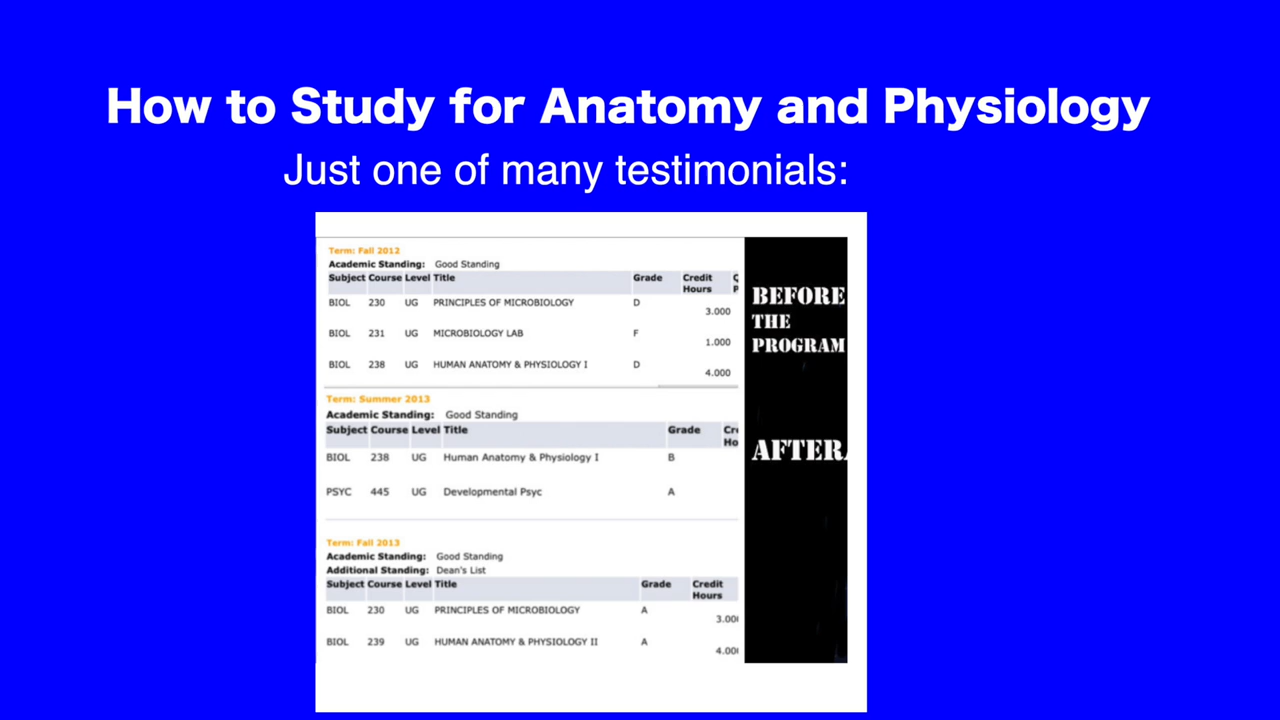 How to Study for Anatomy and Physiology
Just one of many testimonials:
Term: Fall 2012
Academic Standing: Good Standing
Subject Course Level Title Grade Credit Hours
BIOL 230 UG PRINCIPLES OF MICROBIOLOGY D 3.000
BIOL 231 UG MICROBIOLOGY LAB F 1.000
BIOL 238 UG HUMAN ANATOMY & PHYSIOLOGY I D 4.000
BEFORE
THE
PROGRAM
Term: Summer 2013
Academic Standing: Good Standing
Subject Course Level Title Grade
BIOL 238 UG Human Anatomy & Physiology I B
PSYC 445 UG Developmental Psyc A
AFTER
Term: Fall 2013
Academic Standing: Good Standing
Additional Standing: Dean's List
Subject Course Level Title Grade Credit Hours
BIOL 230 UG PRINCIPLES OF MICROBIOLOGY A 3.00
BIOL 239 UG HUMAN ANATOMY & PHYSIOLOGY II A 4.00